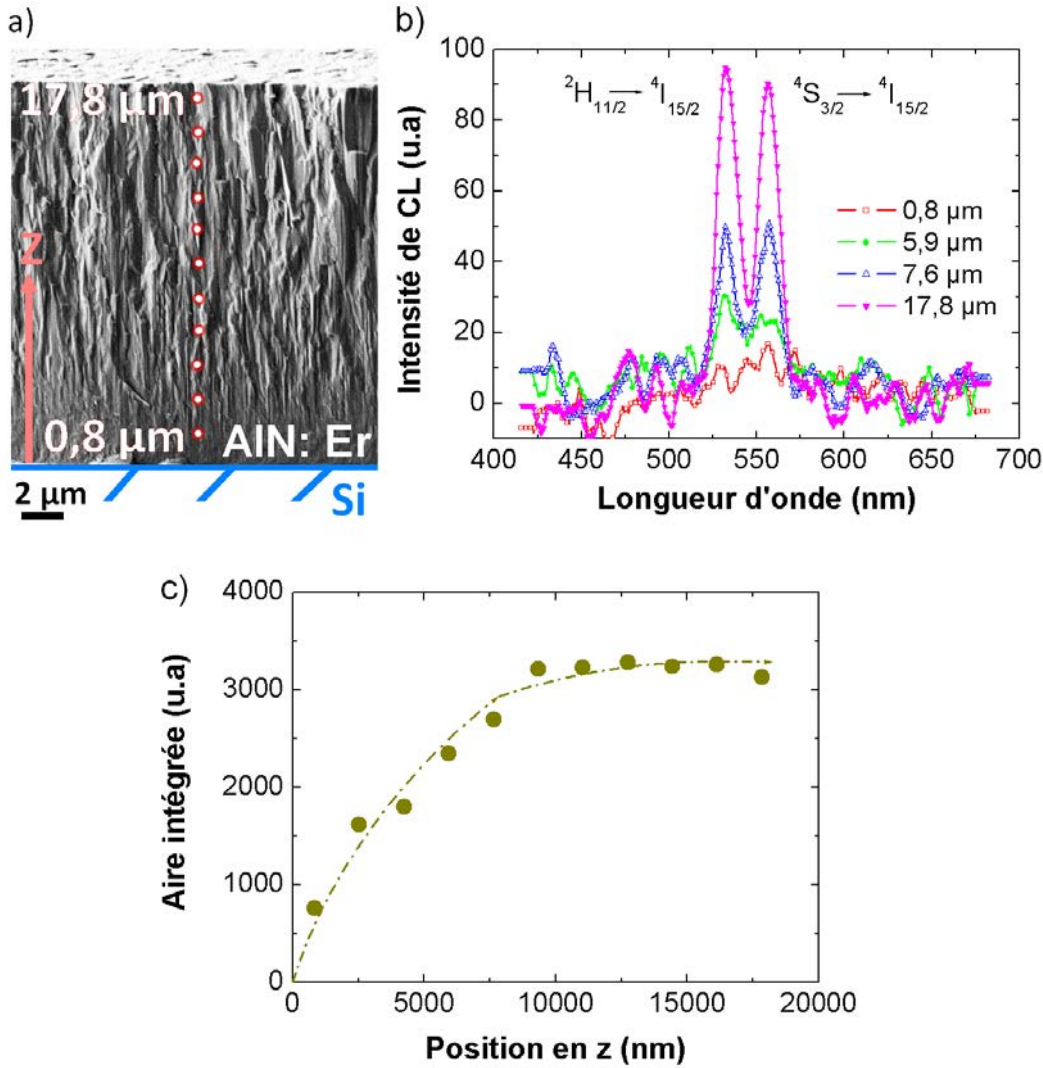 a)
17,8 µm
z
0,8 µm
AlN: Er
2 µm
Si
b)
Intensité de CL (u.a)
100
80
60
40
20
0
²H₁₁/₂ → ⁴I₁₅/₂
⁴S₃/₂ → ⁴I₁₅/₂
0,8 µm
5,9 µm
7,6 µm
17,8 µm
400 450 500 550 600 650 700
Longueur d'onde (nm)
c)
Aire intégrée (u.a)
4000
3000
2000
1000
0
0 5000 10000 15000 20000
Position en z (nm)